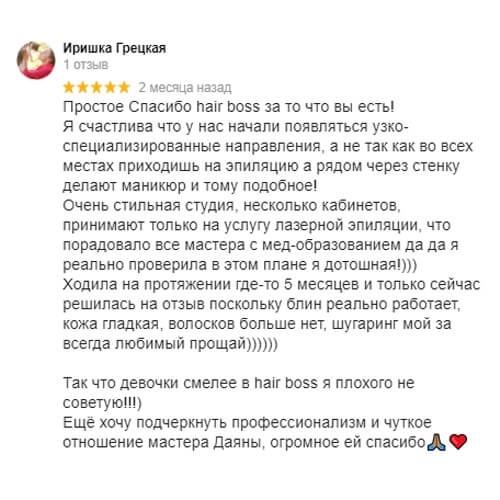 Иришка Грецкая
1 отзыв
★★★★★ 2 месяца назад
Простое Спасибо hair boss за то что вы есть!
Я счастлива что у нас начали появляться узко-
специализированные направления, а не так как во всех
местах приходишь на эпиляцию а рядом через стенку
делают маникюр и тому подобное!
Очень стильная студия, несколько кабинетов,
принимают только на услугу лазерной эпиляции, что
порадовало все мастера с мед-образованием да да я
реально проверила в этом плане я дотошная!)))
Ходила на протяжении где-то 5 месяцев и только сейчас
решилась на отзыв поскольку блин реально работает,
кожа гладкая, волосков больше нет, шугаринг мой за
всегда любимый прощай))))))
Так что девочки смелее в hair boss я плохого не
советую!!!)
Ещё хочу подчеркнуть профессионализм и чуткое
отношение мастера Даяны, огромное ей спасибо🙏🏽❤️